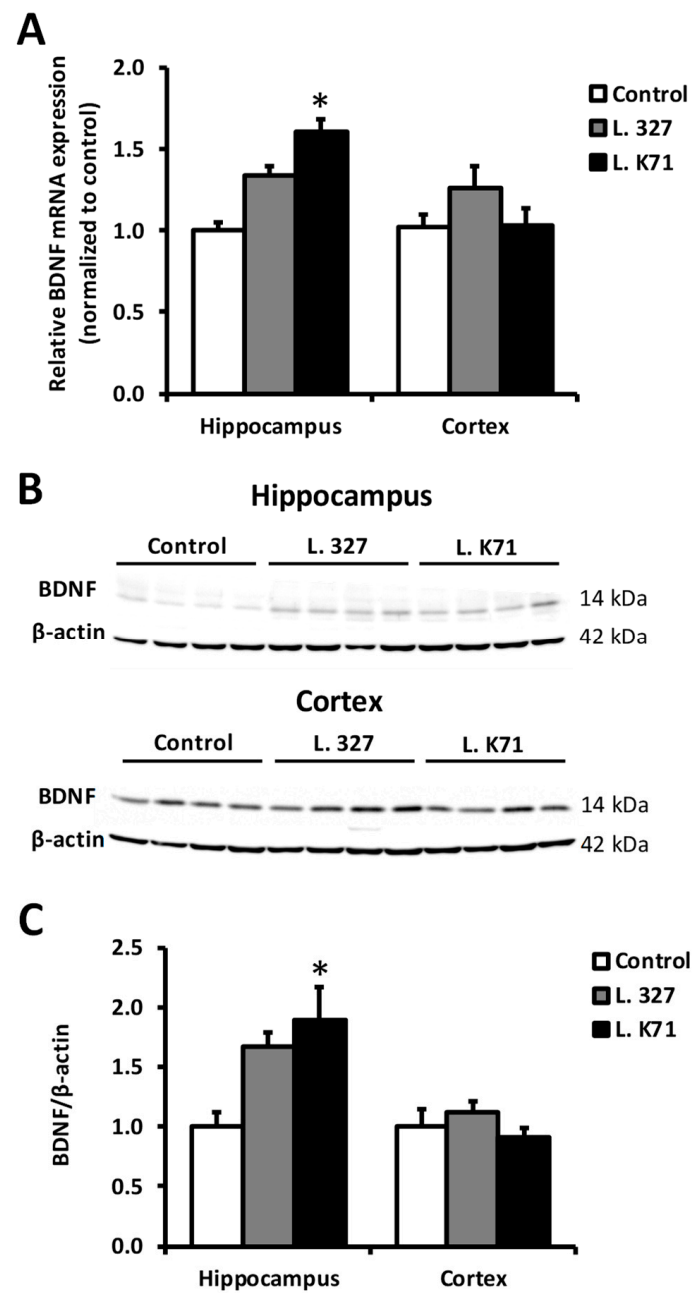 A
Relative BDNF mRNA expression
(normalized to control)
2.0
1.5
1.0
0.5
0.0
*
Control
L. 327
L. K71
Hippocampus
Cortex
B
Hippocampus
Control
L. 327
L. K71
BDNF
14 kDa
β-actin
42 kDa
Cortex
Control
L. 327
L. K71
BDNF
14 kDa
β-actin
42 kDa
C
BDNF/β-actin
2.5
2.0
1.5
1.0
0.5
0.0
*
Control
L. 327
L. K71
Hippocampus
Cortex